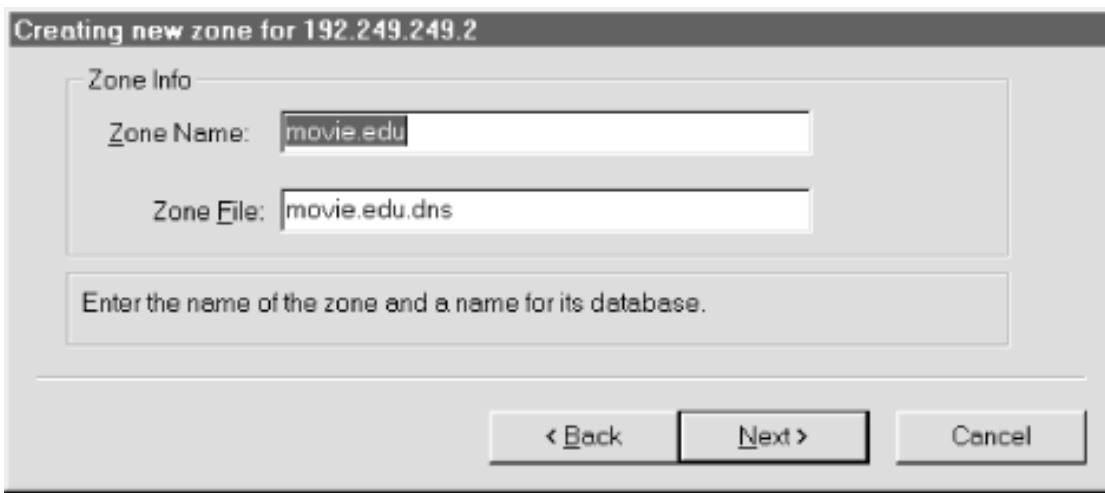 Creating new zone for 192.249.249.2
Zone Info
Zone Name: movie.edu
Zone File: movie.edu.dns
Enter the name of the zone and a name for its database.
< Back Next > Cancel